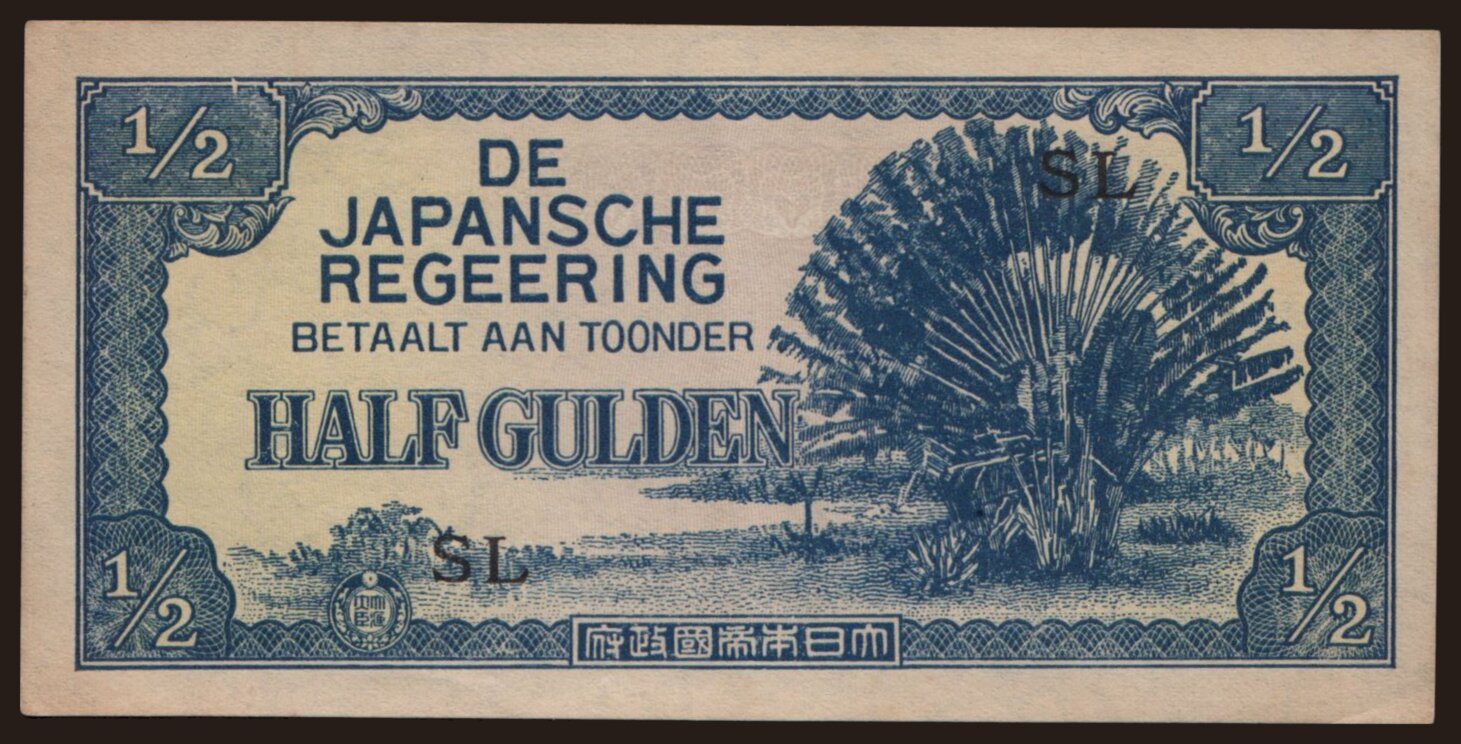 1/2
1/2
SL
DE
JAPANSCHE
REGEERING
BETAALT AAN TOONDER
HALF GULDEN
SL
1/2
1/2
府政國帝本日大